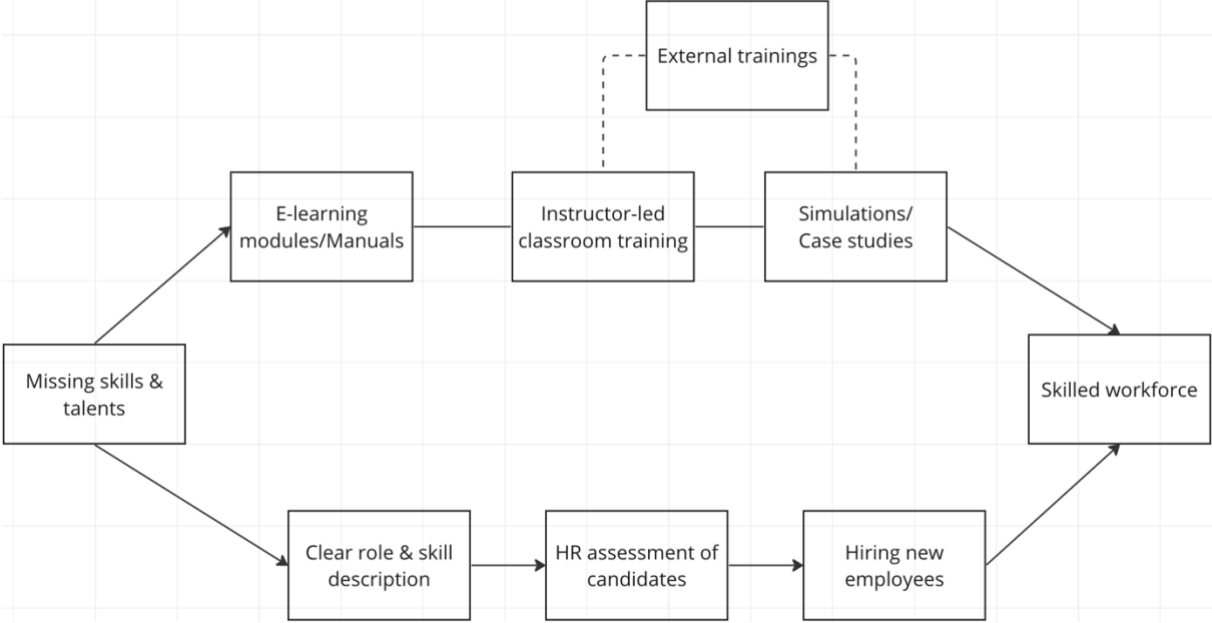 External trainings
E-learning
modules/Manuals
Instructor-led
classroom training
Simulations/
Case studies
Missing skills &
talents
Skilled workforce
Clear role & skill
description
HR assessment of
candidates
Hiring new
employees